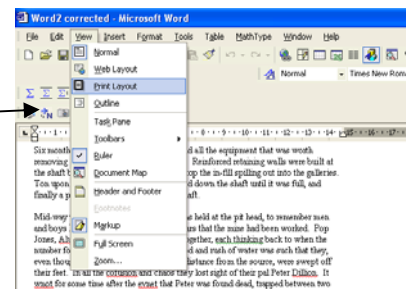 Word2 corrected - Microsoft Word
File Edit View Insert Format Tools Table MathType Window Help
Normal
Web Layout
Print Layout
Outline
Task Pane
Toolbars
Ruler
Document Map
Header and Footer
Footnotes
Markup
Full Screen
Zoom...
Normal Times New Rom
Six month d all the equipment that was worth
removing Reinforced retaining walls were built at
the shaft b op the in-fill spilling out into the galleries.
Ton upon d down the shaft until it was full, and
finally a p aft.
Mid-way s held at the pit head, to remember men
and boys rs that the mine had been worked. Pop
Jones, Al gether, each thinking back to when the
number fo d and rush of water was such that they,
even thou distance from the source, were swept off
their feet. In all the cofusion and chaos they lost sight of their pal Peter Dillon. It
wsnot for some time after the evnet that Peter was found dead, trapped between two